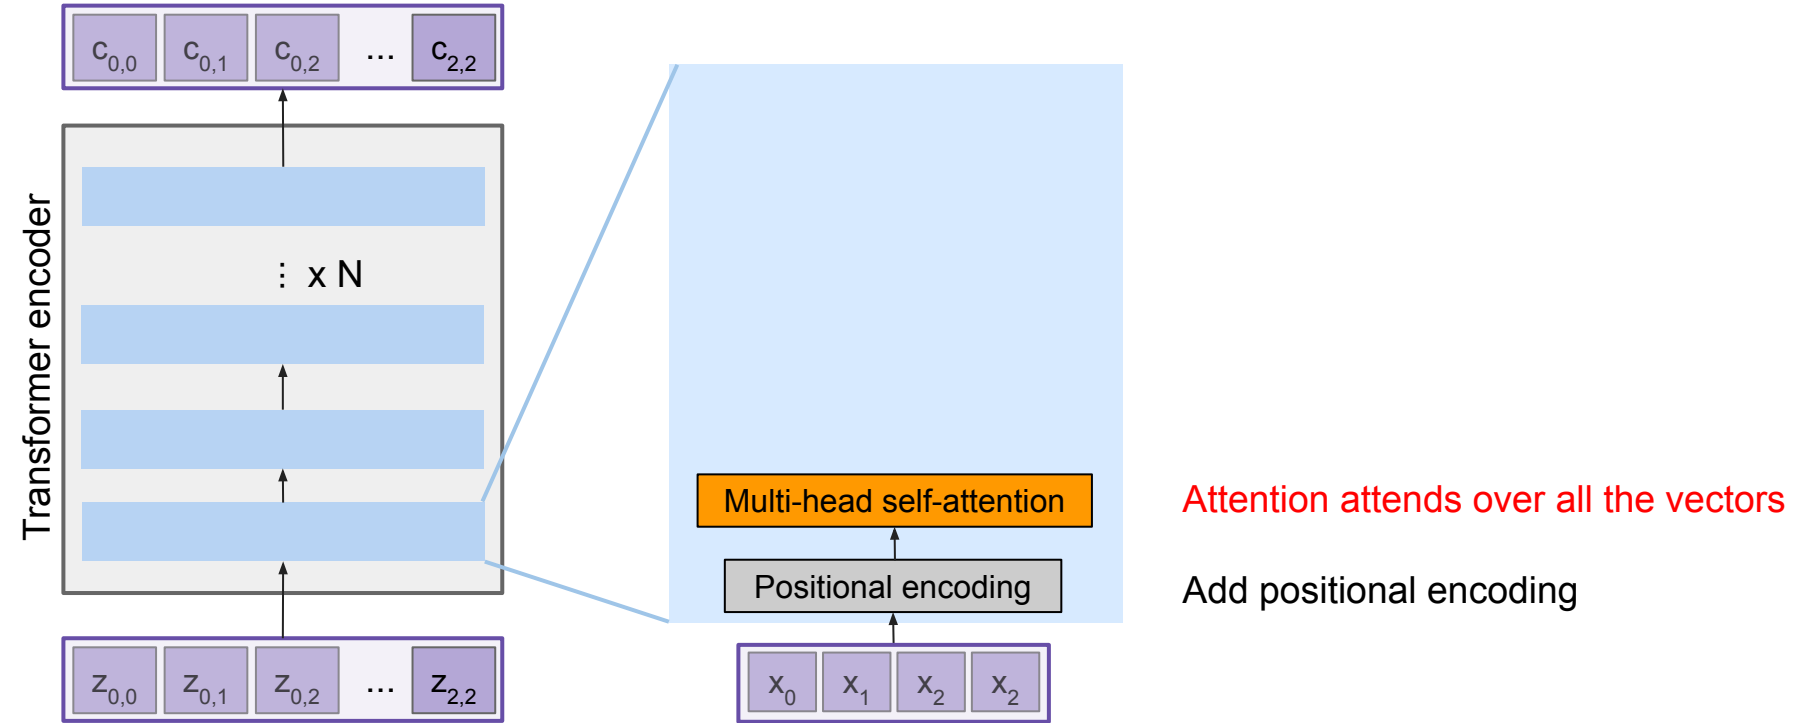 c0,0 c0,1 c0,2 ... c2,2
Transformer encoder
⋮ x N
z0,0 z0,1 z0,2 ... z2,2
Multi-head self-attention
Positional encoding
x0 x1 x2 x2
Attention attends over all the vectors
Add positional encoding